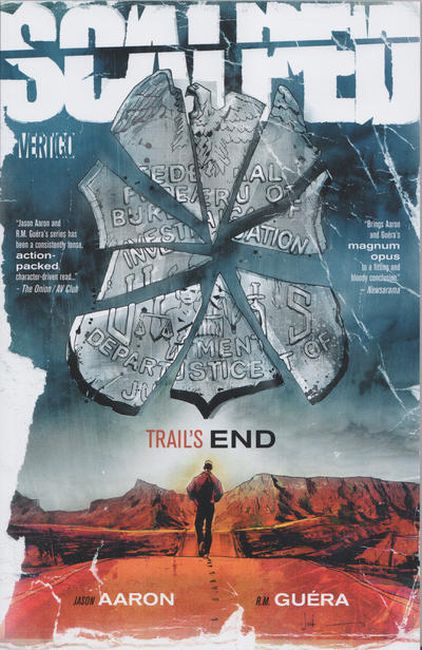 SCALPED
VERTIGO
"Jason Aaron and
R.M. Guéra's series has
been a consistently tense,
action-
packed,
character-driven read..."
- The Onion/AV Club
"Brings Aaron
and Guéra's
magnum
opus
to a fitting and
bloody conclusion."
- Newsarama
FEDERAL
BUREAU OF
INVESTIGATION
U.S.
DEPARTMENT OF
JUSTICE
TRAIL'S END
JASON AARON R.M. GUÉRA